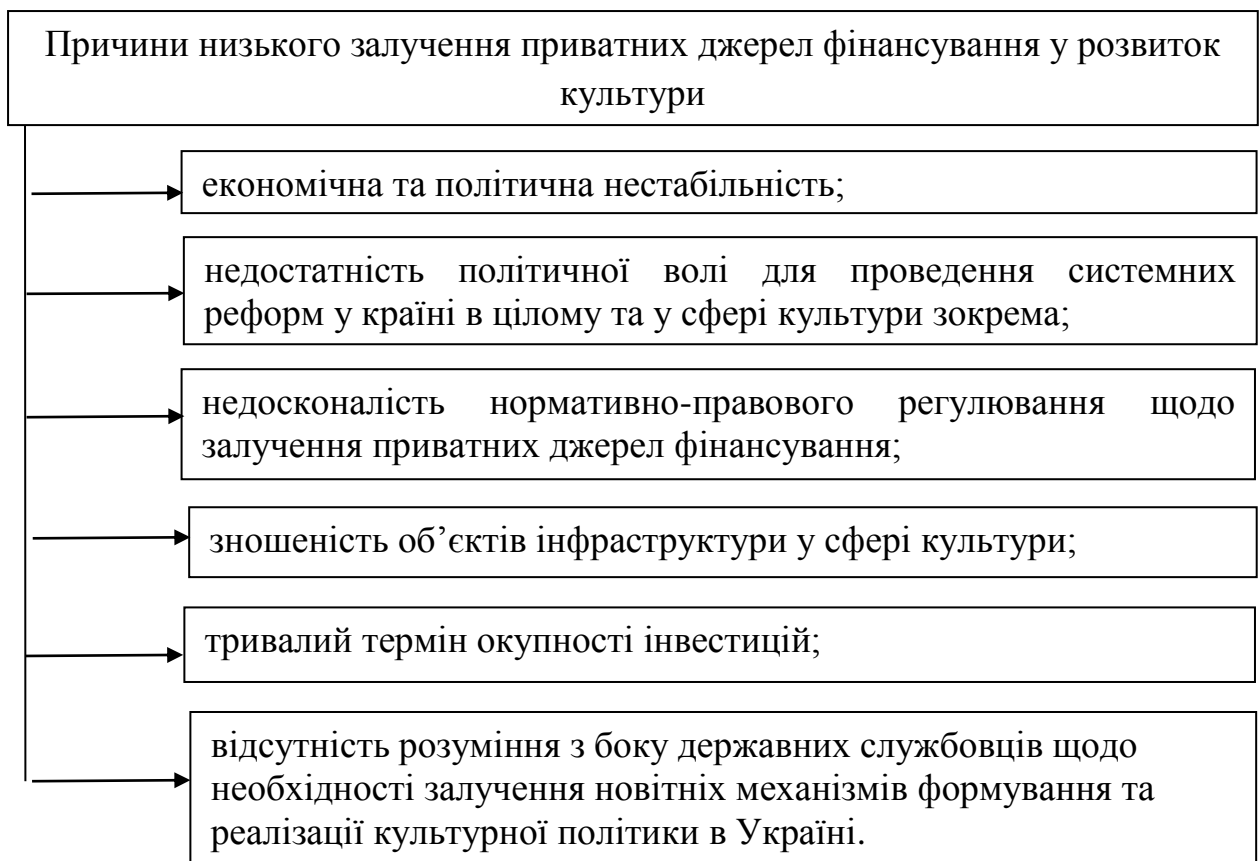 Причини низького залучення приватних джерел фінансування у розвиток
культури
економічна та політична нестабільність;
недостатність політичної волі для проведення системних
реформ у країні в цілому та у сфері культури зокрема;
недосконалість нормативно-правового регулювання щодо
залучення приватних джерел фінансування;
зношеність об’єктів інфраструктури у сфері культури;
тривалий термін окупності інвестицій;
відсутність розуміння з боку державних службовців щодо
необхідності залучення новітніх механізмів формування та
реалізації культурної політики в Україні.